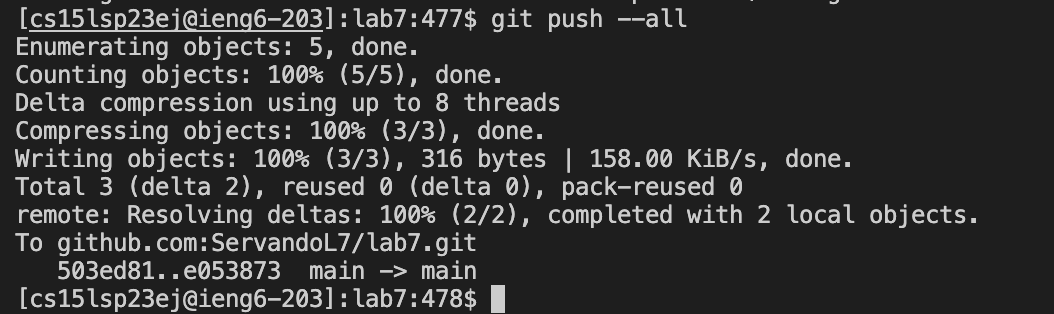 [cs15lsp23ej@ieng6-203]:lab7:477$ git push --all
Enumerating objects: 5, done.
Counting objects: 100% (5/5), done.
Delta compression using up to 8 threads
Compressing objects: 100% (3/3), done.
Writing objects: 100% (3/3), 316 bytes | 158.00 KiB/s, done.
Total 3 (delta 2), reused 0 (delta 0), pack-reused 0
remote: Resolving deltas: 100% (2/2), completed with 2 local objects.
To github.com:ServandoL7/lab7.git
   503ed81..e053873  main -> main
[cs15lsp23ej@ieng6-203]:lab7:478$